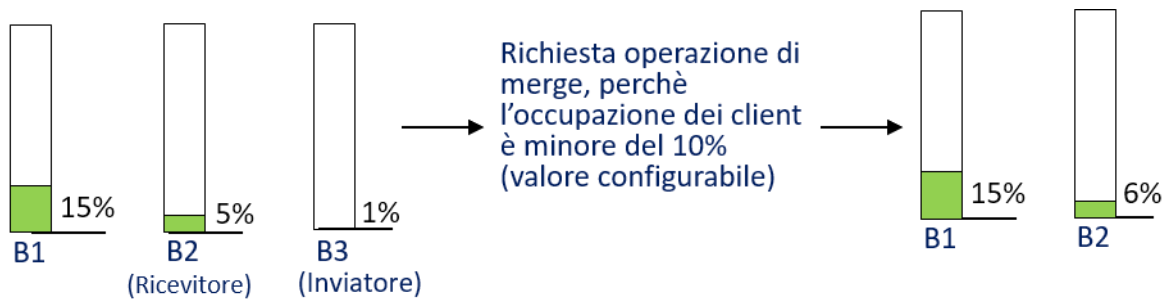 15%
B1
5%
B2
(Ricevitore)
1%
B3
(Inviatore)
Richiesta operazione di
merge, perchè
l'occupazione dei client
è minore del 10%
(valore configurabile)
15%
B1
6%
B2